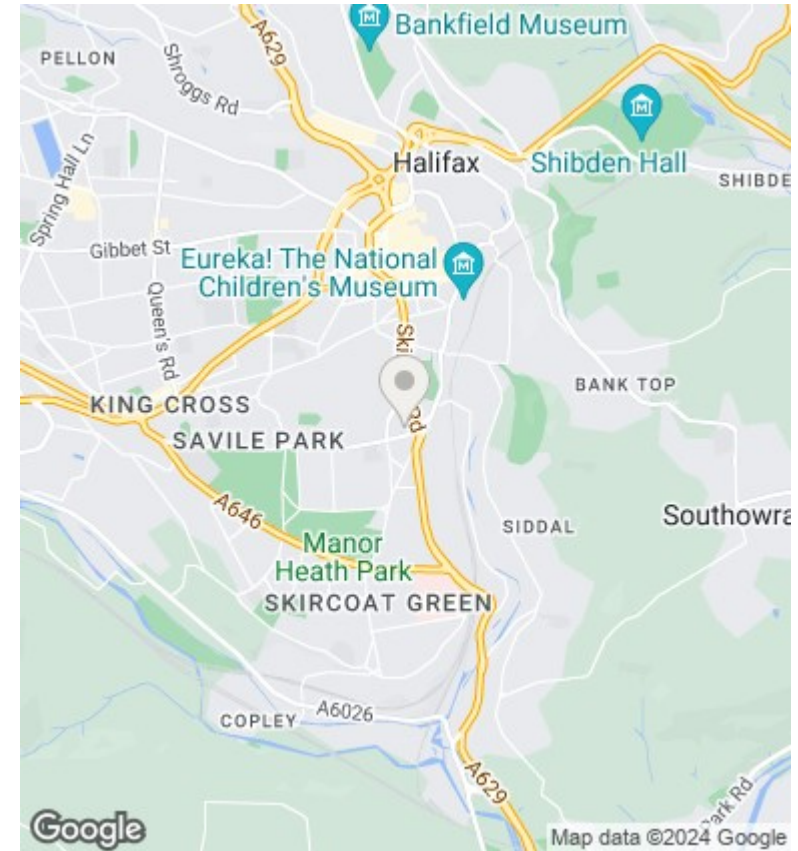 Bankfield Museum
A629
PELLON
Shroggs Rd
Halifax
Shibden Hall
SHIBDE
Spring Hall Ln
Gibbet St
Eureka! The National
Children's Museum
Queen's Rd
Ski
Rd
BANK TOP
KING CROSS
SAVILE PARK
A646
Southowra
SIDDAL
Manor
Heath Park
SKIRCOAT GREEN
COPLEY
A6026
A629
ark Rd
Google
Map data ©2024 Google